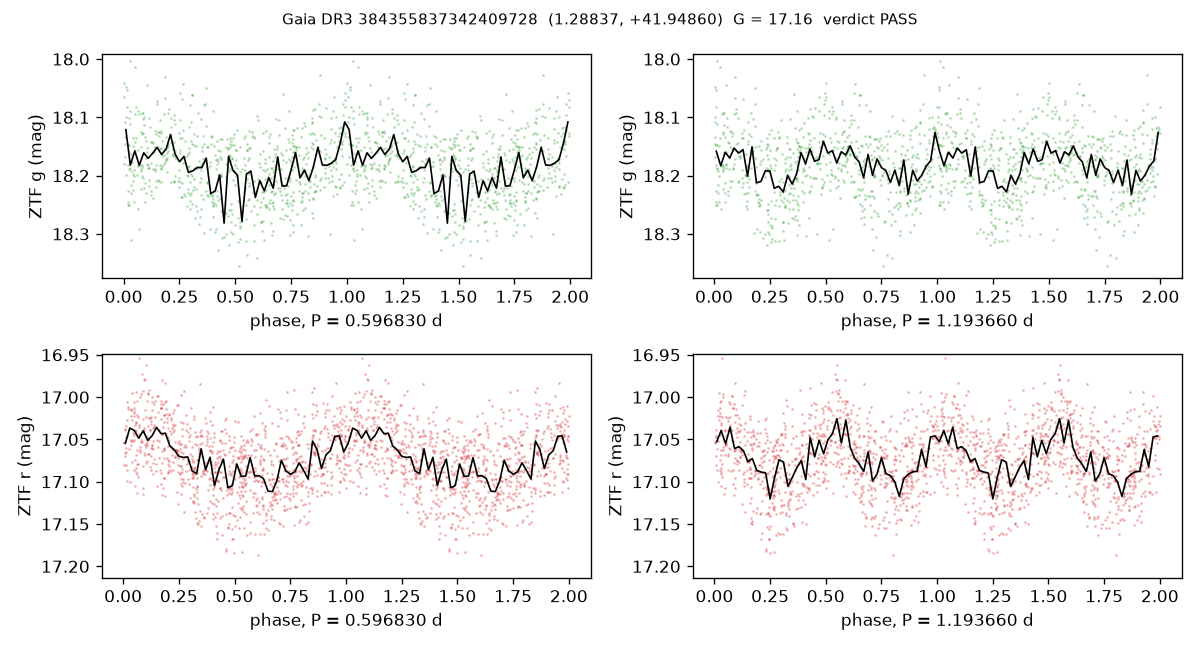 Gaia DR3 384355837342409728  (1.28837, +41.94860)  G = 17.16  verdict PASS
18.0
18.1
18.2
18.3
ZTF g (mag)
0.00 0.25 0.50 0.75 1.00 1.25 1.50 1.75 2.00
phase, P = 0.596830 d
18.0
18.1
18.2
18.3
ZTF g (mag)
0.00 0.25 0.50 0.75 1.00 1.25 1.50 1.75 2.00
phase, P = 1.193660 d
16.95
17.00
17.05
17.10
17.15
17.20
ZTF r (mag)
0.00 0.25 0.50 0.75 1.00 1.25 1.50 1.75 2.00
phase, P = 0.596830 d
16.95
17.00
17.05
17.10
17.15
17.20
ZTF r (mag)
0.00 0.25 0.50 0.75 1.00 1.25 1.50 1.75 2.00
phase, P = 1.193660 d